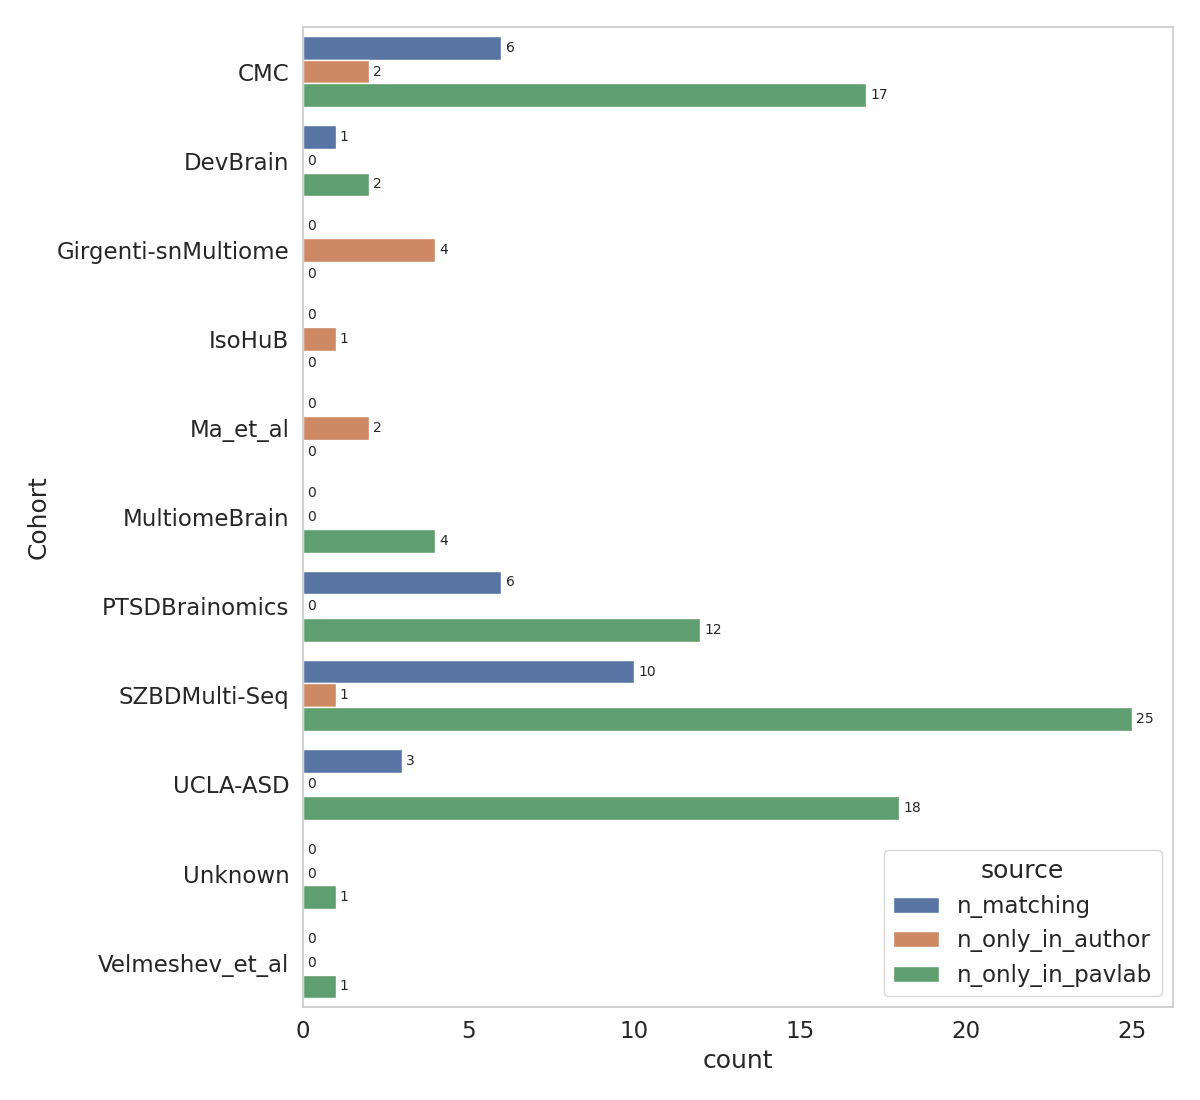 Cohort
CMC
6
2
17
DevBrain
1
0
2
Girgenti-snMultiome
0
4
0
IsoHuB
0
1
0
Ma_et_al
0
2
0
MultiomeBrain
0
0
4
PTSDBrainomics
6
0
12
SZBDMulti-Seq
10
1
25
UCLA-ASD
3
0
18
Unknown
0
0
1
Velmeshev_et_al
0
0
1
source
n_matching
n_only_in_author
n_only_in_pavlab
0 5 10 15 20 25
count